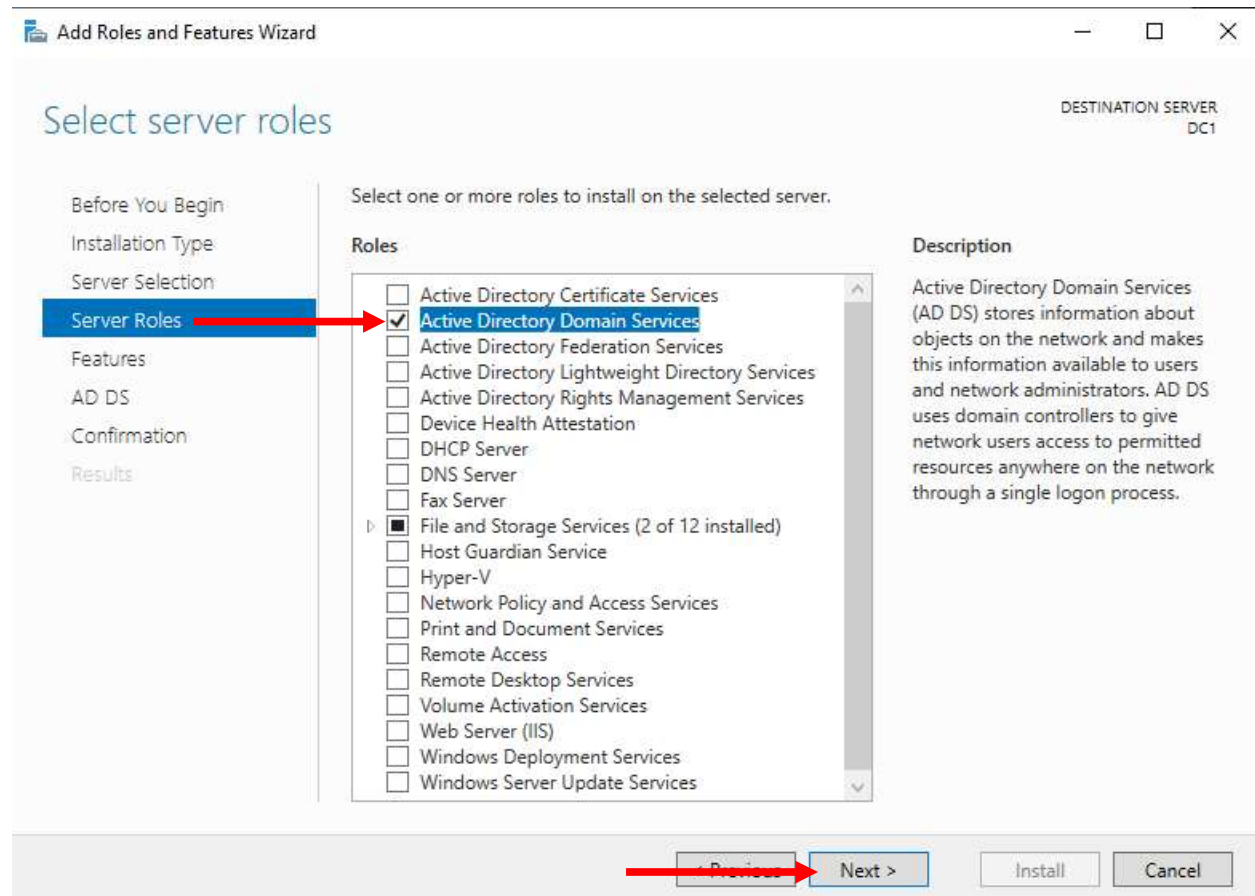 Add Roles and Features Wizard
Select server roles
DESTINATION SERVER
DC1
Before You Begin
Installation Type
Server Selection
Server Roles
Features
AD DS
Confirmation
Results
Select one or more roles to install on the selected server.
Roles
Active Directory Certificate Services
Active Directory Domain Services
Active Directory Federation Services
Active Directory Lightweight Directory Services
Active Directory Rights Management Services
Device Health Attestation
DHCP Server
DNS Server
Fax Server
File and Storage Services (2 of 12 installed)
Host Guardian Service
Hyper-V
Network Policy and Access Services
Print and Document Services
Remote Access
Remote Desktop Services
Volume Activation Services
Web Server (IIS)
Windows Deployment Services
Windows Server Update Services
Description
Active Directory Domain Services
(AD DS) stores information about
objects on the network and makes
this information available to users
and network administrators. AD DS
uses domain controllers to give
network users access to permitted
resources anywhere on the network
through a single logon process.
< Previous
Next >
Install
Cancel